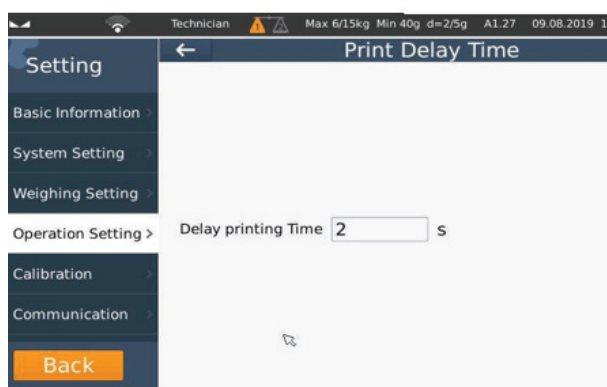 Technician Max 6/15kg Min 40g d=2/5g A1.27 09.08.2019 1
Setting
← Print Delay Time
Basic Information >
System Setting >
Weighing Setting >
Operation Setting >
Delay printing Time 2 s
Calibration >
Communication >
Back